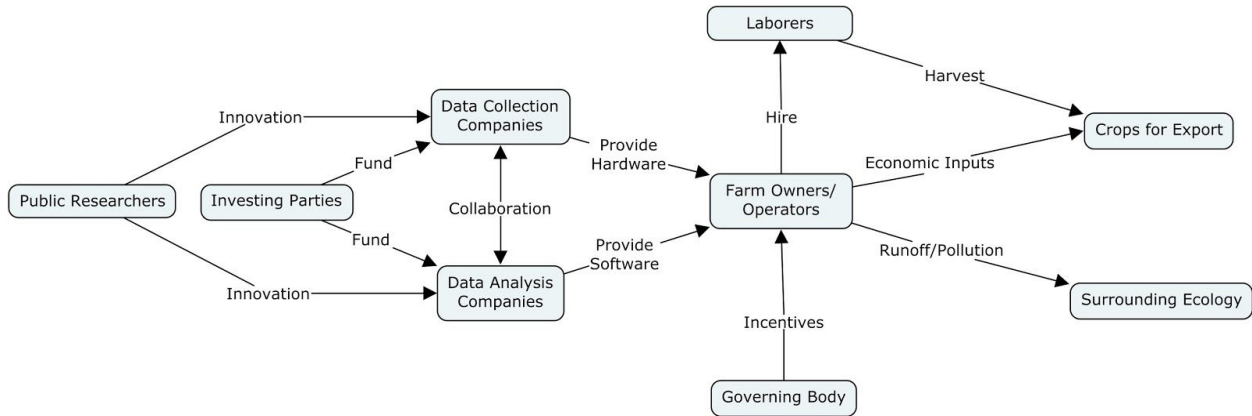 Laborers
Harvest
Data Collection
Companies
Innovation
Hire
Crops for Export
Provide
Hardware
Fund
Economic Inputs
Public Researchers
Investing Parties
Collaboration
Farm Owners/
Operators
Fund
Provide
Software
Runoff/Pollution
Innovation
Data Analysis
Companies
Surrounding Ecology
Incentives
Governing Body